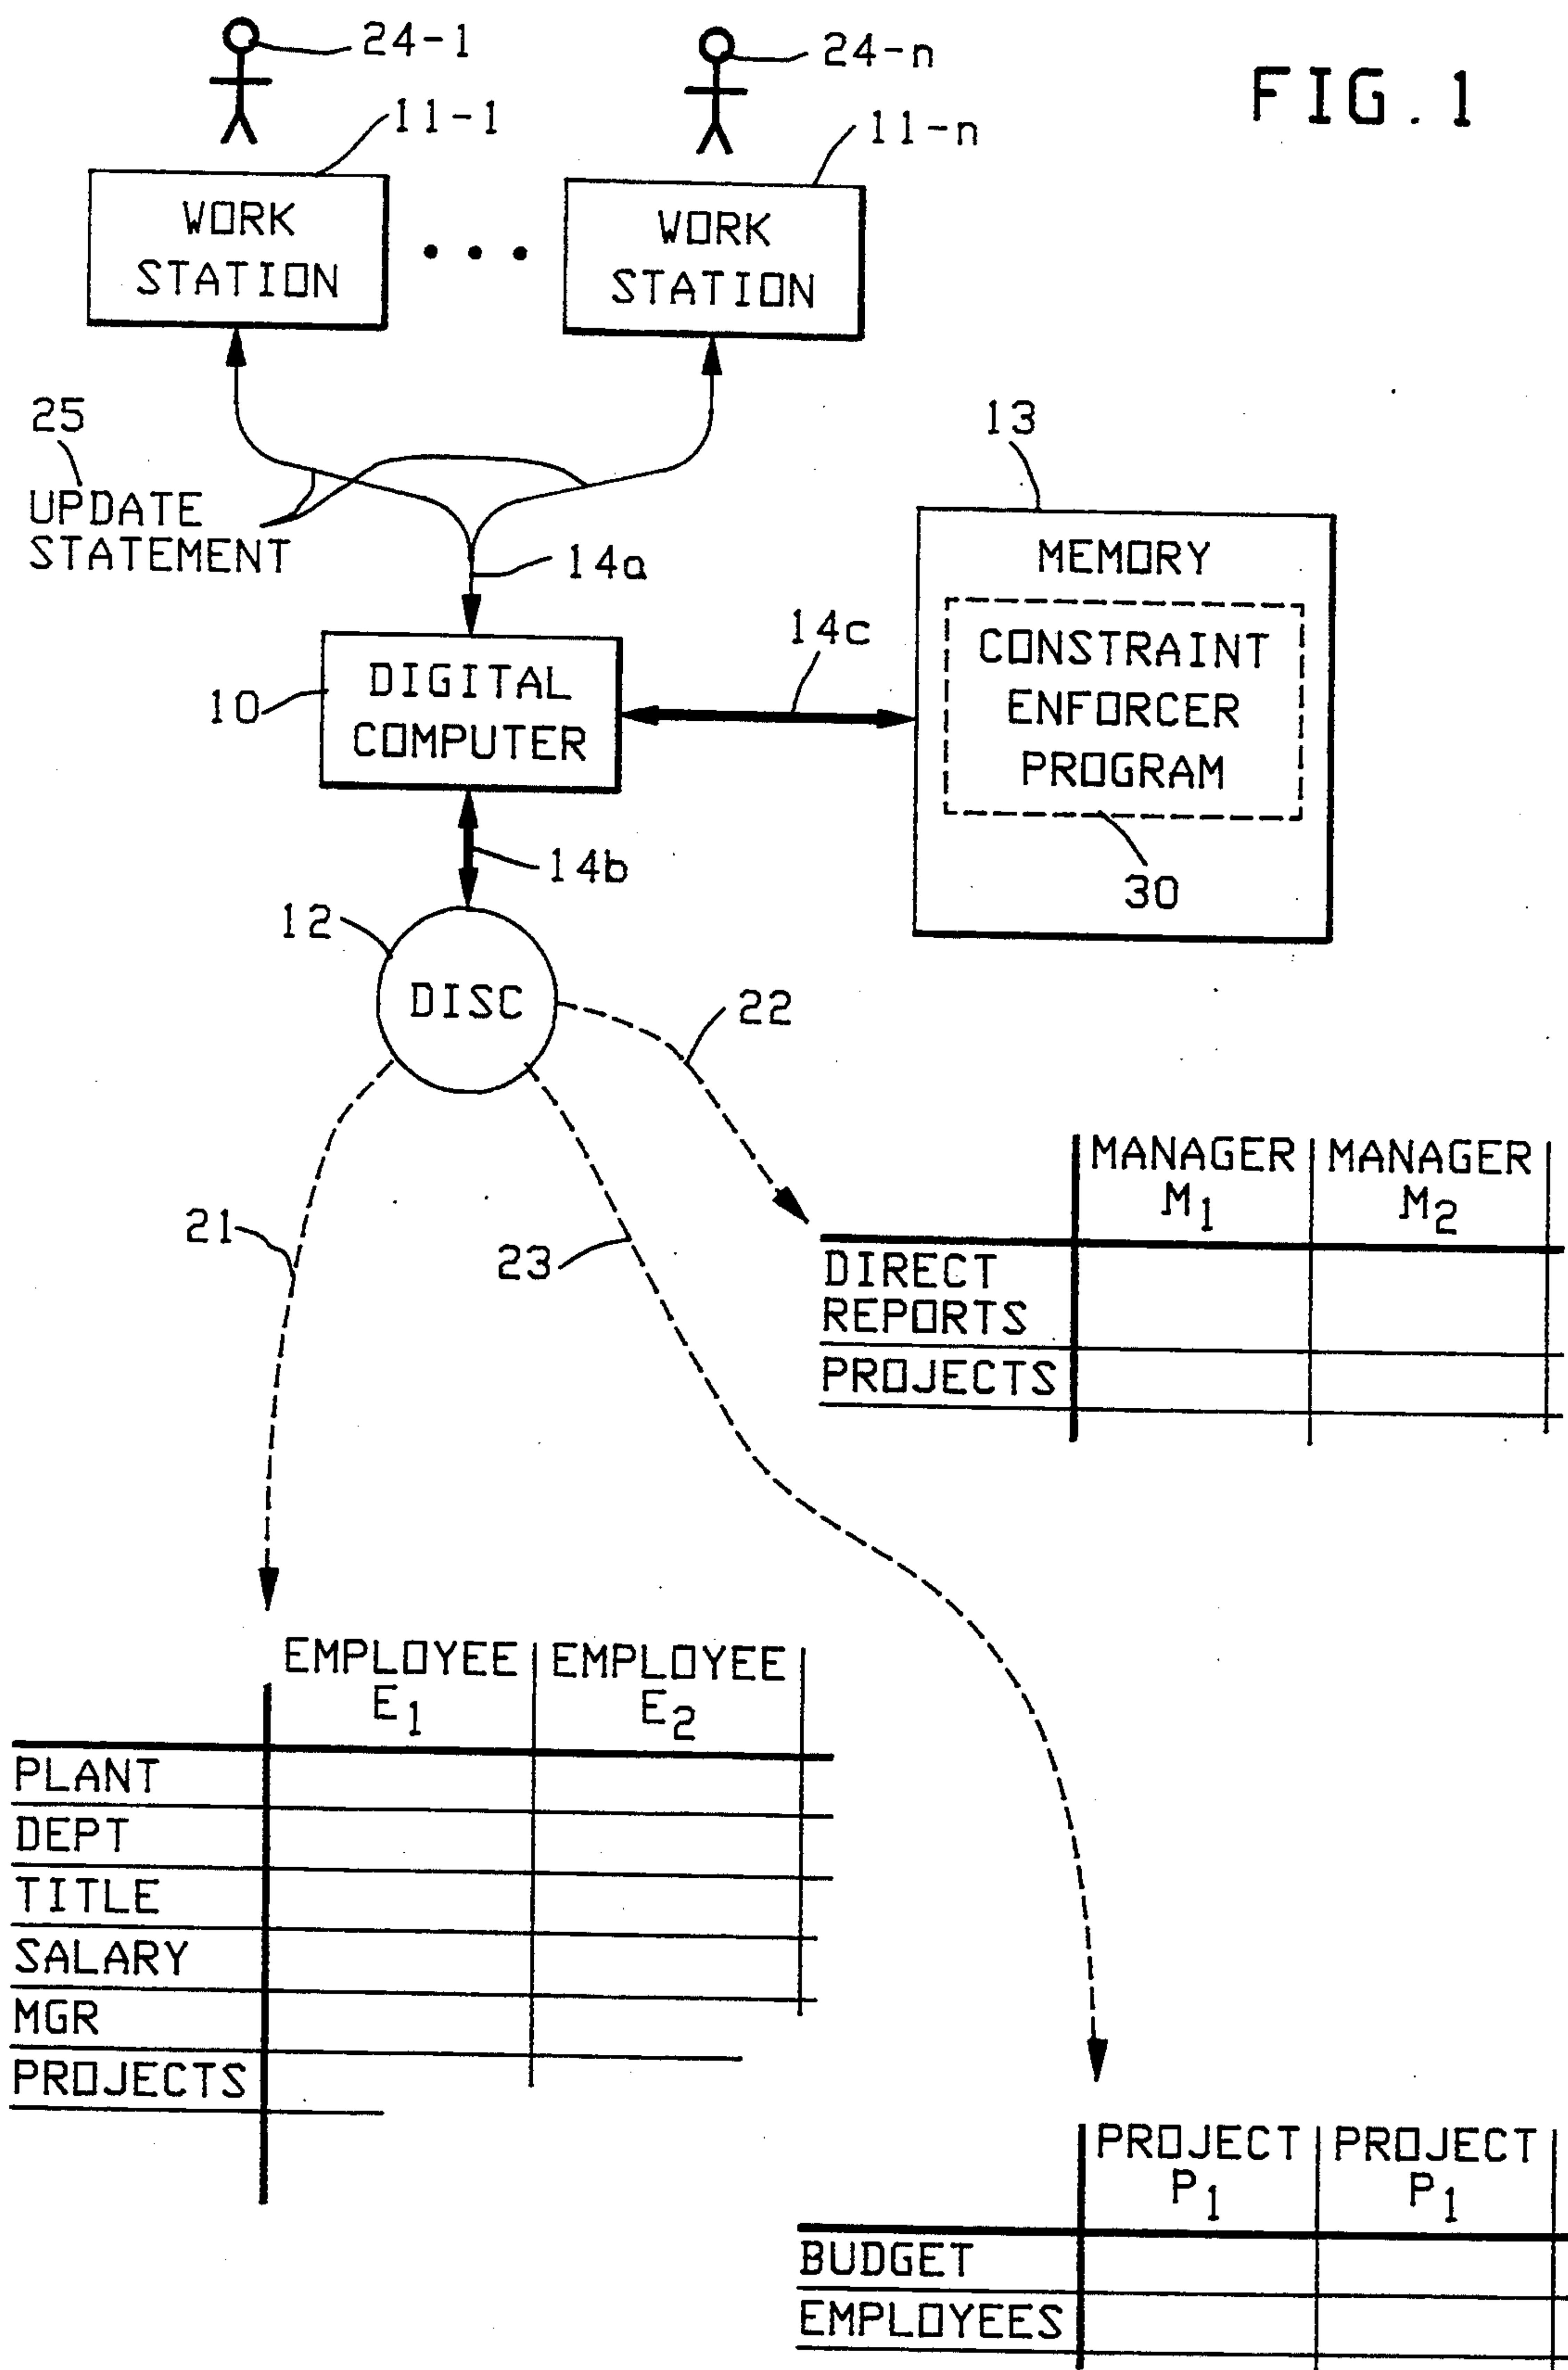 24-1
24-n
FIG. 1
11-1
11-n
WORK
STATION
• • •
WORK
STATION
25
UPDATE
STATEMENT
14a
13
MEMORY
CONSTRAINT
ENFORCER
PROGRAM
30
14c
10
DIGITAL
COMPUTER
14b
12
DISC
22
21
23
MANAGER
M1
MANAGER
M2
DIRECT
REPORTS
PROJECTS
EMPLOYEE
E1
EMPLOYEE
E2
PLANT
DEPT
TITLE
SALARY
MGR
PROJECTS
PROJECT
P1
PROJECT
P1
BUDGET
EMPLOYEES